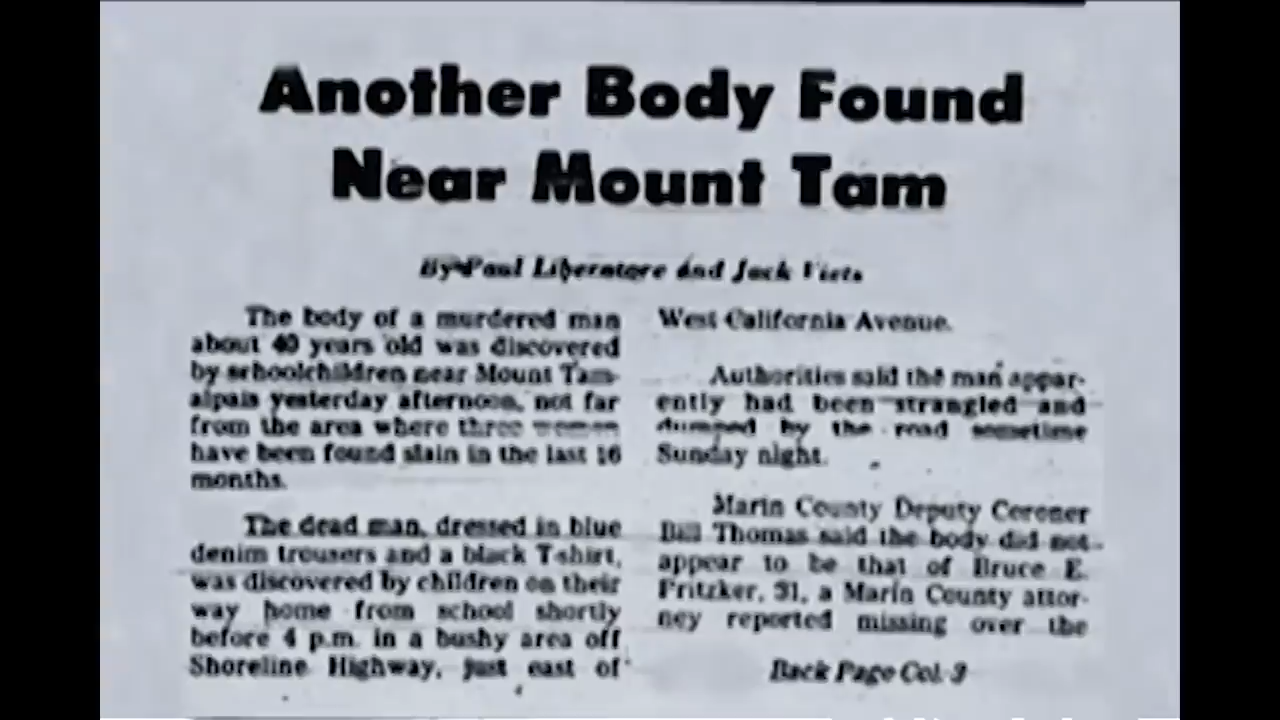 Another Body Found
Near Mount Tam
By Paul Liberatore and Jack Viets
The body of a murdered man
about 40 years old was discovered
by schoolchildren near Mount Tam-
alpais yesterday afternoon, not far
from the area where three women
have been found slain in the last 16
months.
The dead man, dressed in blue
denim trousers and a black T-shirt,
was discovered by children on their
way home from school shortly
before 4 p.m. in a bushy area off
Shoreline Highway, just east of
West California Avenue.
Authorities said the man appar-
ently had been strangled and
dumped by the road sometime
Sunday night.
Marin County Deputy Coroner
Bill Thomas said the body did not
appear to be that of Bruce E.
Pritzker, 31, a Marin County attor-
ney reported missing over the
Back Page Col. 3